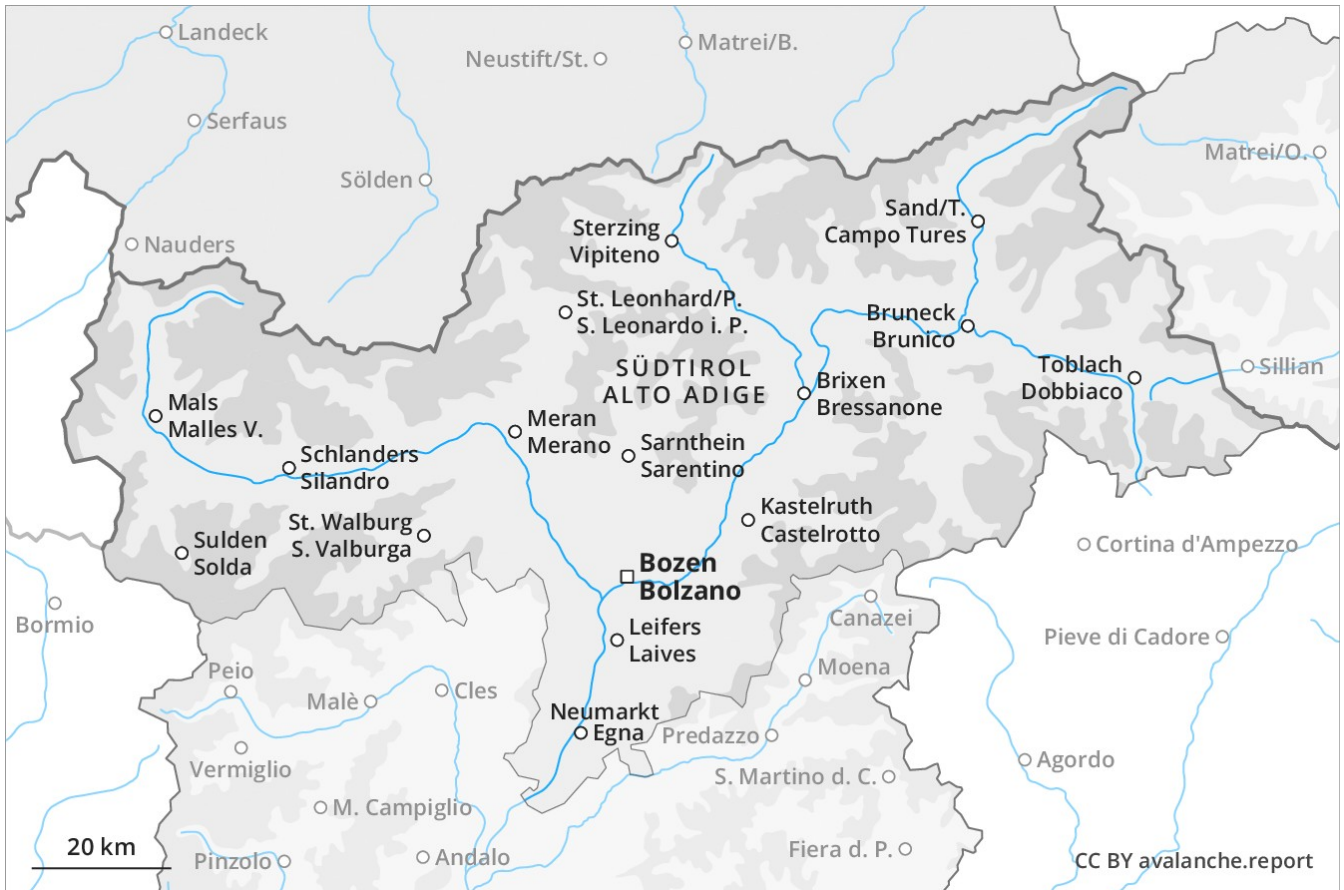 Landeck
Neustift/St.
Matrei/B.
Serfaus
Matrei/O.
Sölden
Sand/T.
Campo Tures
Sterzing
Vipiteno
Nauders
St. Leonhard/P.
S. Leonardo i. P.
Bruneck
Brunico
SÜDTIROL
ALTO ADIGE
Toblach
Dobbiaco
Sillian
Brixen
Bressanone
Mals
Malles V.
Meran
Merano
Sarnthein
Sarentino
Schlanders
Silandro
Kastelruth
Castelrotto
St. Walburg
S. Valburga
Sulden
Solda
Cortina d'Ampezzo
Bozen
Bolzano
Bormio
Canazei
Leifers
Laives
Pieve di Cadore
Peio
Moena
Malè
Cles
Neumarkt
Egna
Predazzo
Vermiglio
Agordo
S. Martino d. C.
M. Campiglio
20 km
Pinzolo
Andalo
Fiera d. P.
CC BY avalanche.report